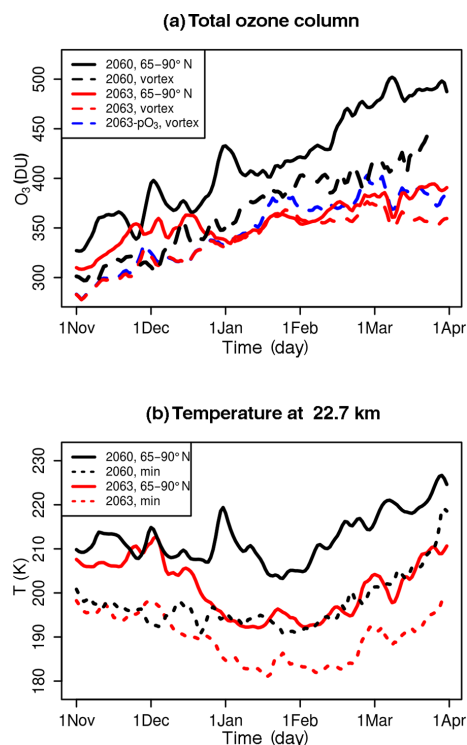 (a) Total ozone column
2060, 65−90° N
2060, vortex
2063, 65−90° N
2063, vortex
2063-pO₃, vortex
O₃(DU)
500
450
400
350
300
1Nov 1Dec 1Jan 1Feb 1Mar 1Apr
Time (day)
(b) Temperature at 22.7 km
2060, 65−90° N
2060, min
2063, 65−90° N
2063, min
T (K)
230
220
210
200
190
180
1Nov 1Dec 1Jan 1Feb 1Mar 1Apr
Time (day)